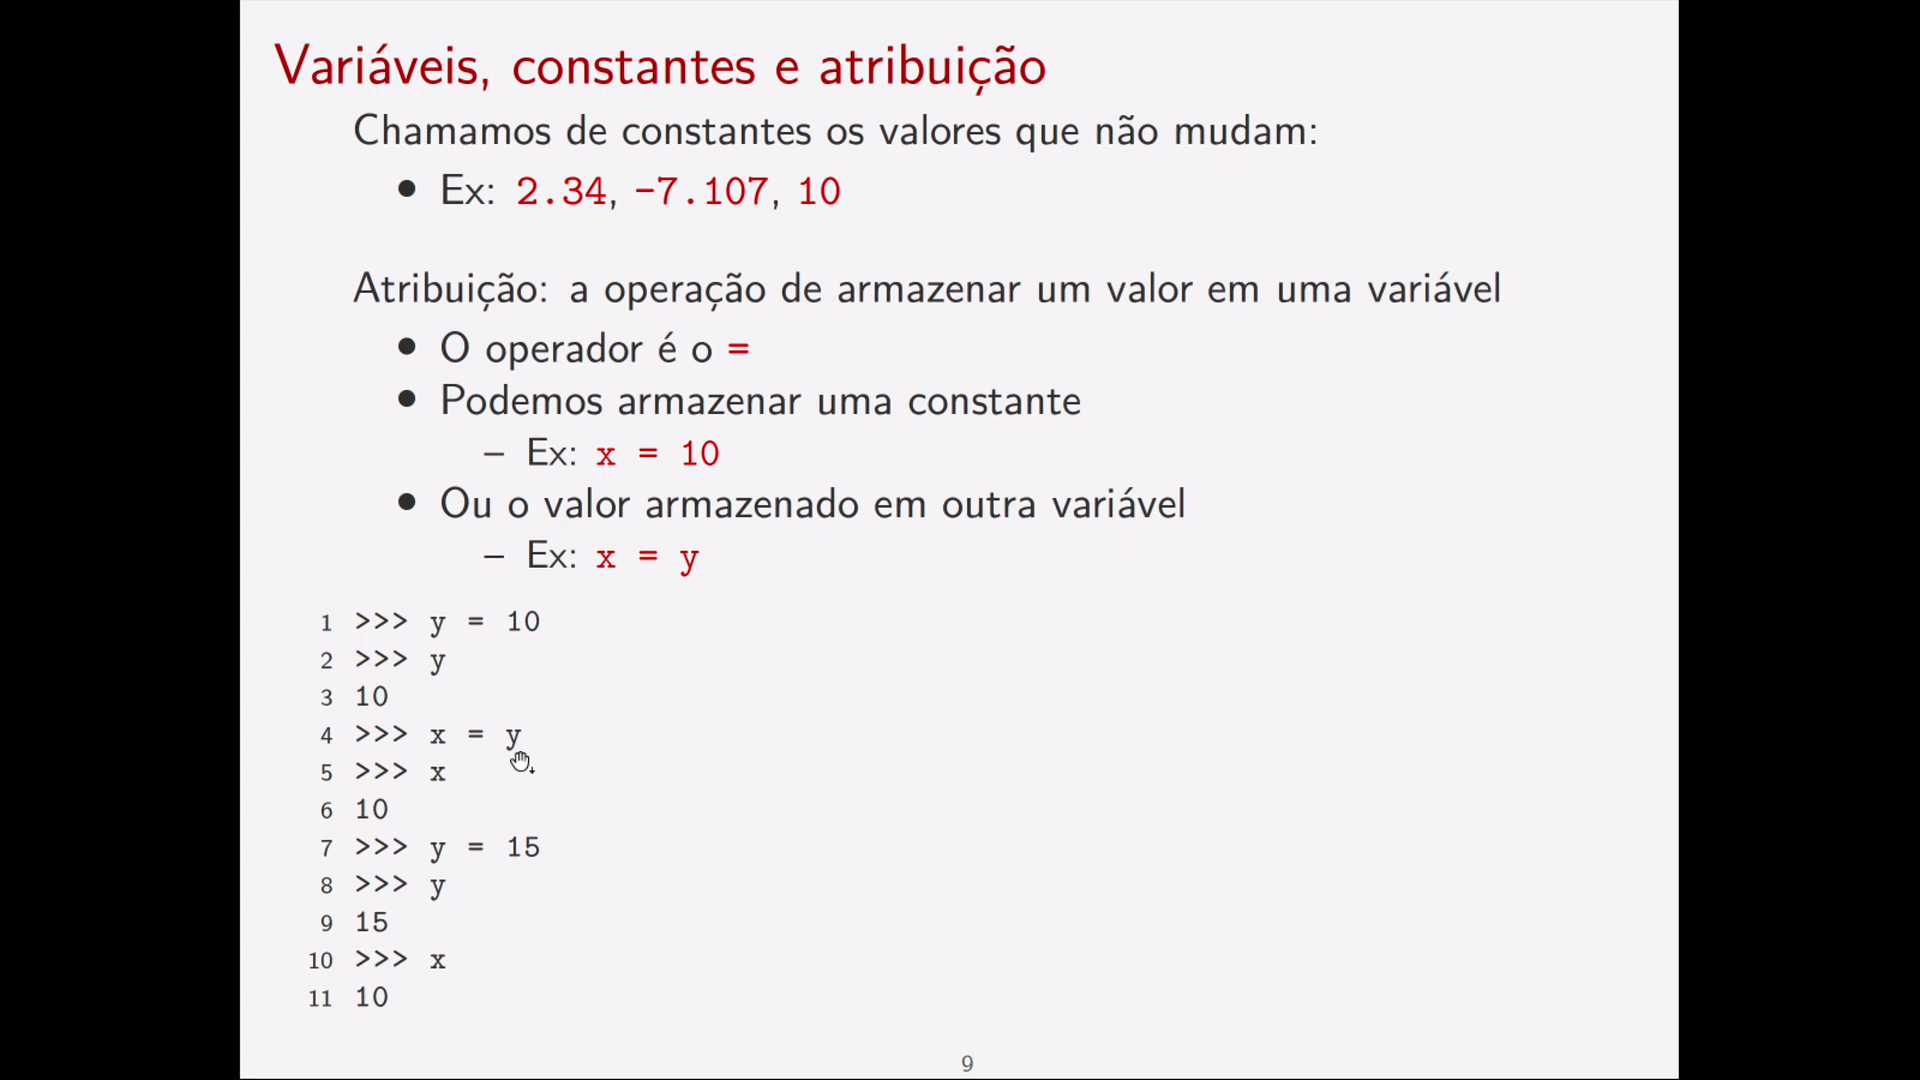 Variáveis, constantes e atribuição
Chamamos de constantes os valores que não mudam:
• Ex: 2.34, -7.107, 10
Atribuição: a operação de armazenar um valor em uma variável
• O operador é o =
• Podemos armazenar uma constante
– Ex: x = 10
• Ou o valor armazenado em outra variável
– Ex: x = y
1 >>> y = 10
2 >>> y
3 10
4 >>> x = y
5 >>> x
6 10
7 >>> y = 15
8 >>> y
9 15
10 >>> x
11 10
9